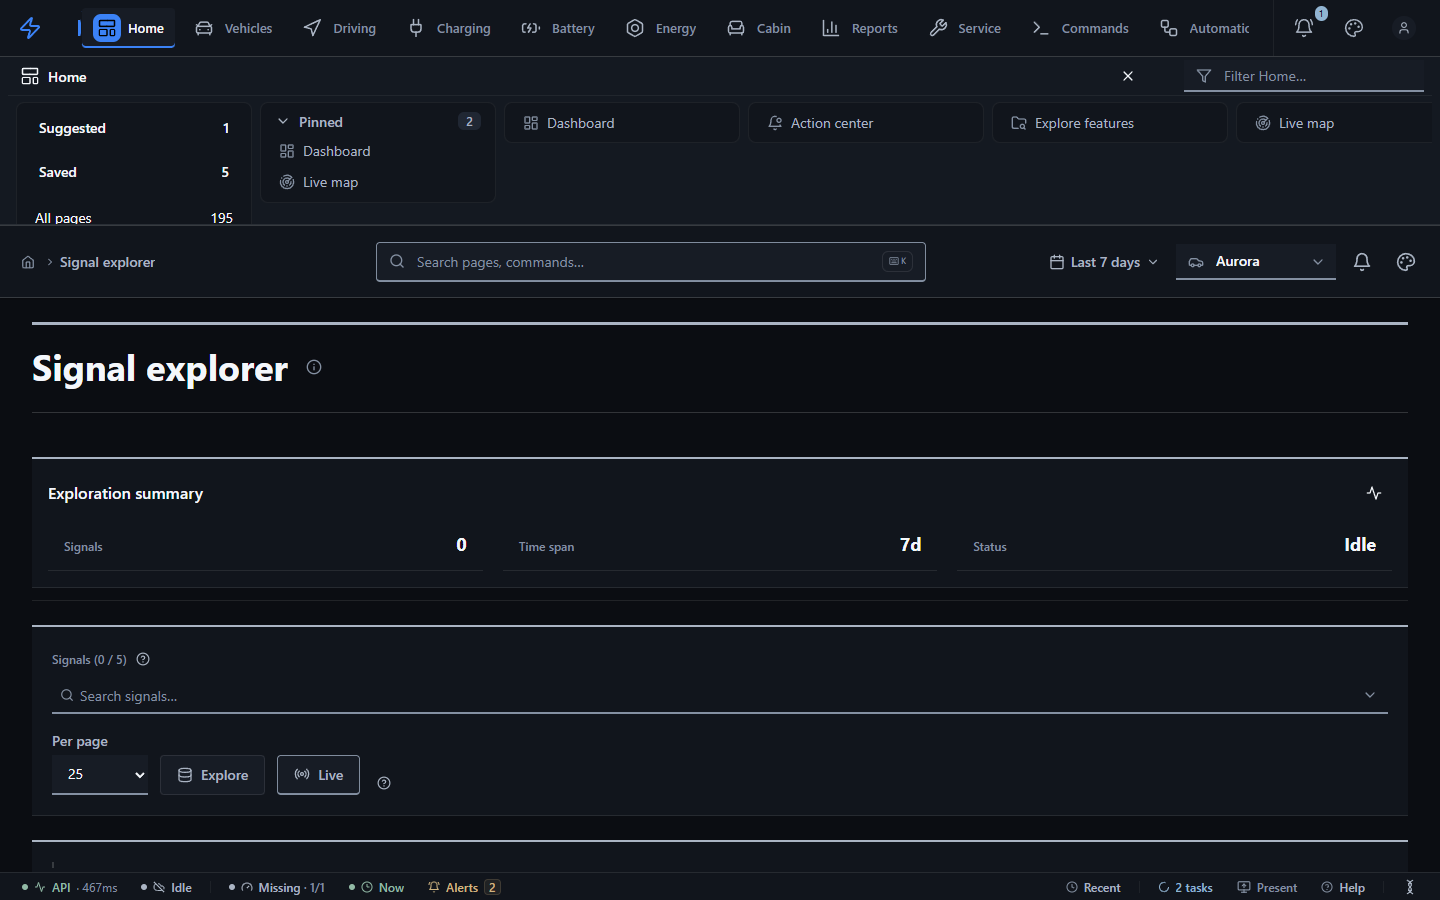 Home
Vehicles
Driving
Charging
Battery
Energy
Cabin
Reports
Service
Commands
Automatic
1
Home
Filter Home...
Suggested 1
Saved 5
All pages 195
Pinned 2
Dashboard
Live map
Dashboard
Action center
Explore features
Live map
Signal explorer
Search pages, commands...
K
Last 7 days
Aurora
Signal explorer
Exploration summary
Signals 0
Time span 7d
Status Idle
Signals (0 / 5)
Search signals...
Per page
25
Explore
Live
API · 467ms
Idle
Missing · 1/1
Now
Alerts 2
Recent
2 tasks
Present
Help